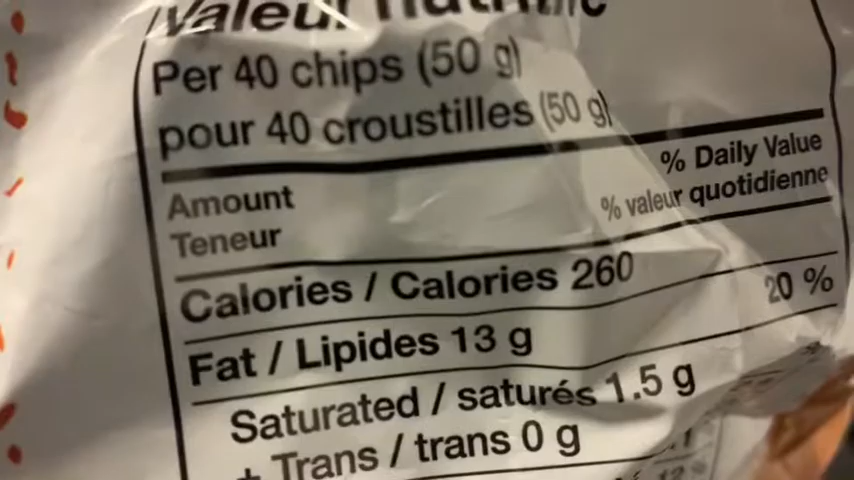 Valeur nutritive
Per 40 chips (50 g)
pour 40 croustilles (50 g)
% Daily Value
% valeur quotidienne
Amount
Teneur
Calories / Calories 260
Fat / Lipides 13 g 20 %
Saturated / saturés 1.5 g
+ Trans / trans 0 g